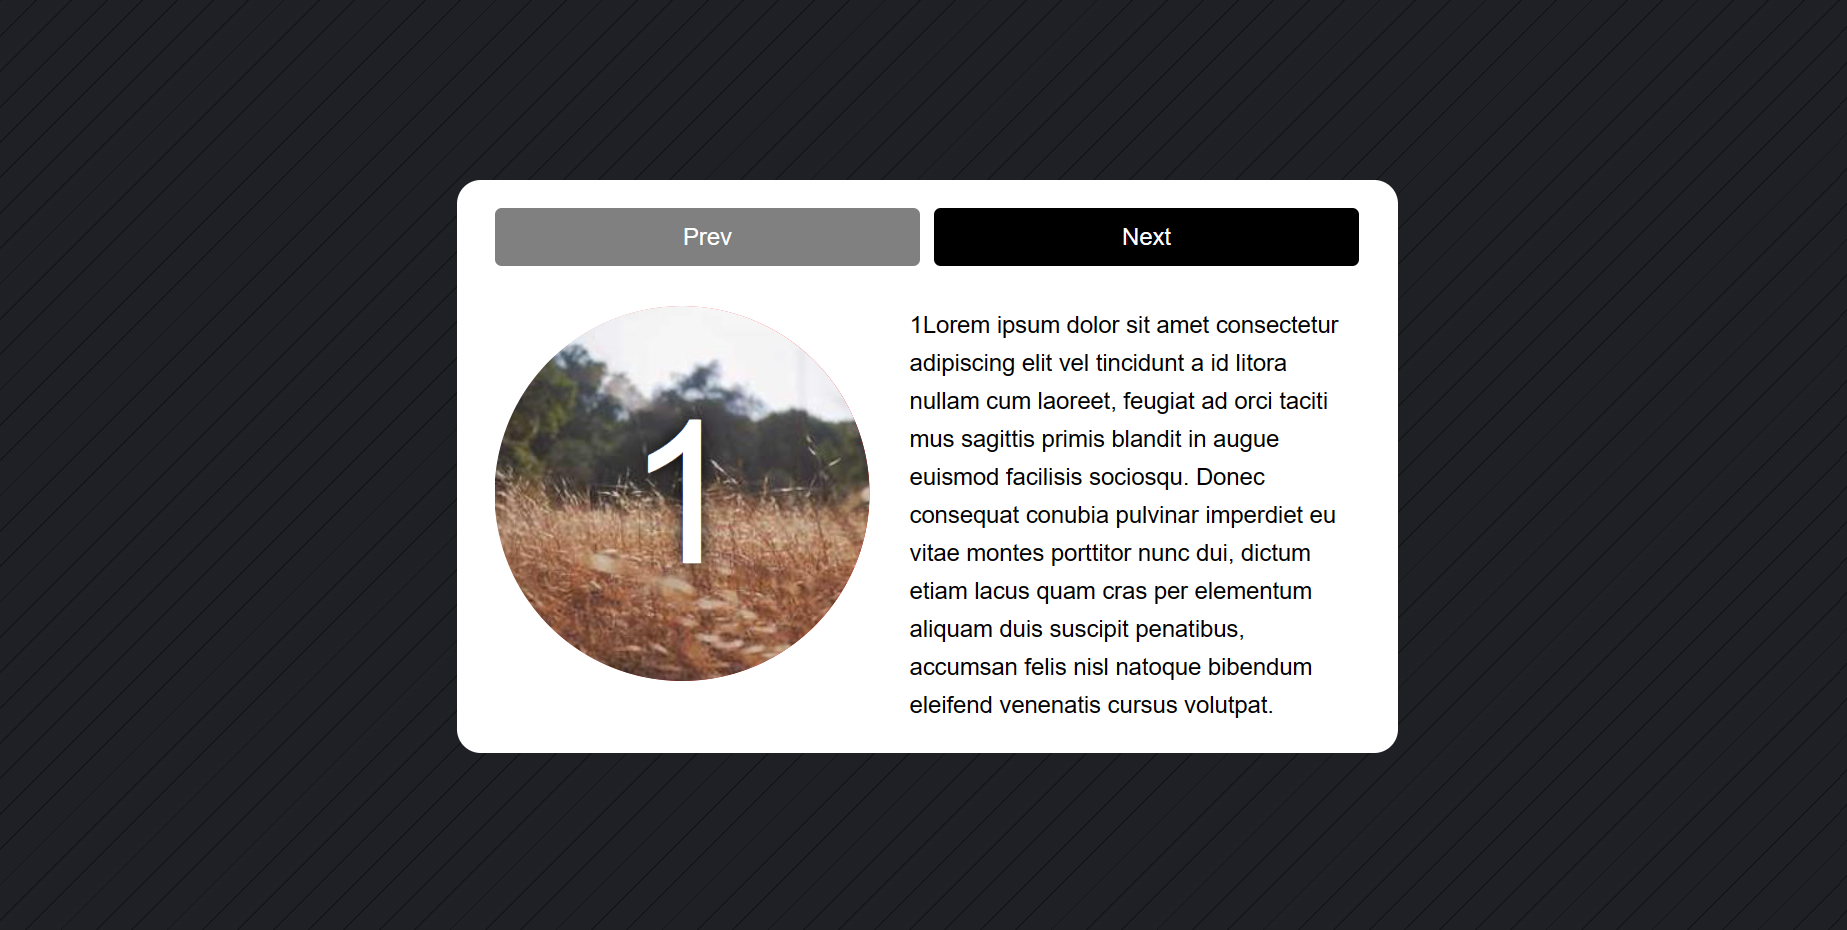 Prev
Next
1
1Lorem ipsum dolor sit amet consectetur
adipiscing elit vel tincidunt a id litora
nullam cum laoreet, feugiat ad orci taciti
mus sagittis primis blandit in augue
euismod facilisis sociosqu. Donec
consequat conubia pulvinar imperdiet eu
vitae montes porttitor nunc dui, dictum
etiam lacus quam cras per elementum
aliquam duis suscipit penatibus,
accumsan felis nisl natoque bibendum
eleifend venenatis cursus volutpat.